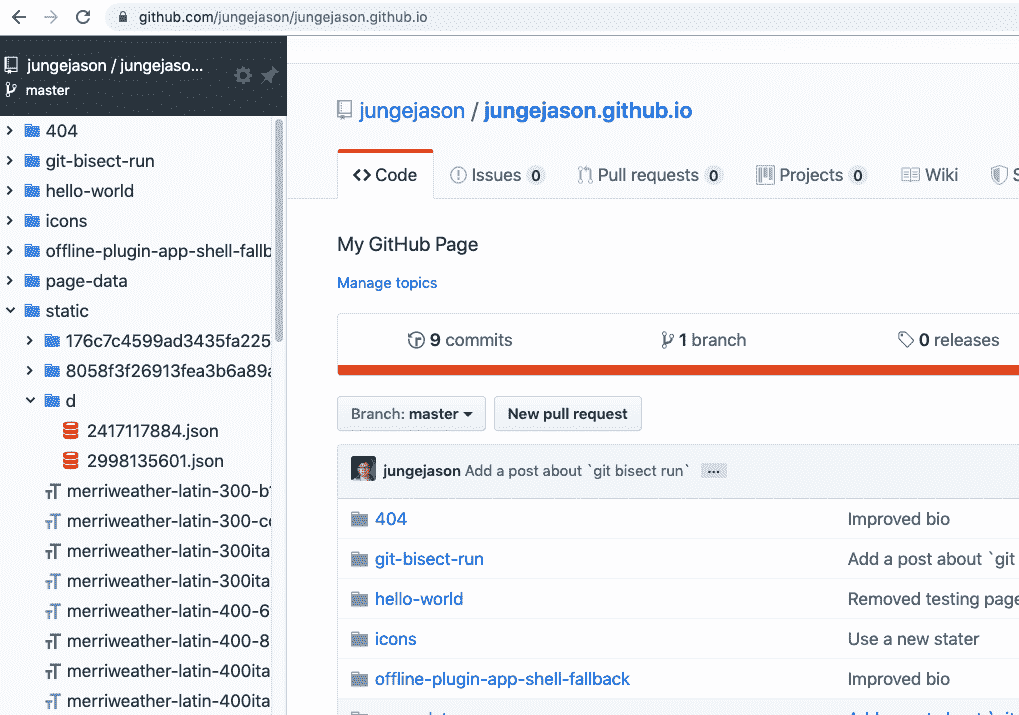 github.com/jungejason/jungejason.github.io
jungejason / jungejaso...
master
404
git-bisect-run
hello-world
icons
offline-plugin-app-shell-fallb
page-data
static
176c7c4599ad3435fa225
8058f3f26913fea3b6a89a
d
2417117884.json
2998135601.json
merriweather-latin-300-b1
merriweather-latin-300-ce
merriweather-latin-300ita
merriweather-latin-300ita
merriweather-latin-400-6
merriweather-latin-400-8
merriweather-latin-400ita
merriweather-latin-400ita
jungejason / jungejason.github.io
<> Code Issues 0 Pull requests 0 Projects 0 Wiki S
My GitHub Page
Manage topics
9 commits 1 branch 0 releases
Branch: master New pull request
jungejason Add a post about `git bisect run` ...
404 Improved bio
git-bisect-run Add a post about `git
hello-world Removed testing page
icons Use a new stater
offline-plugin-app-shell-fallback Improved bio